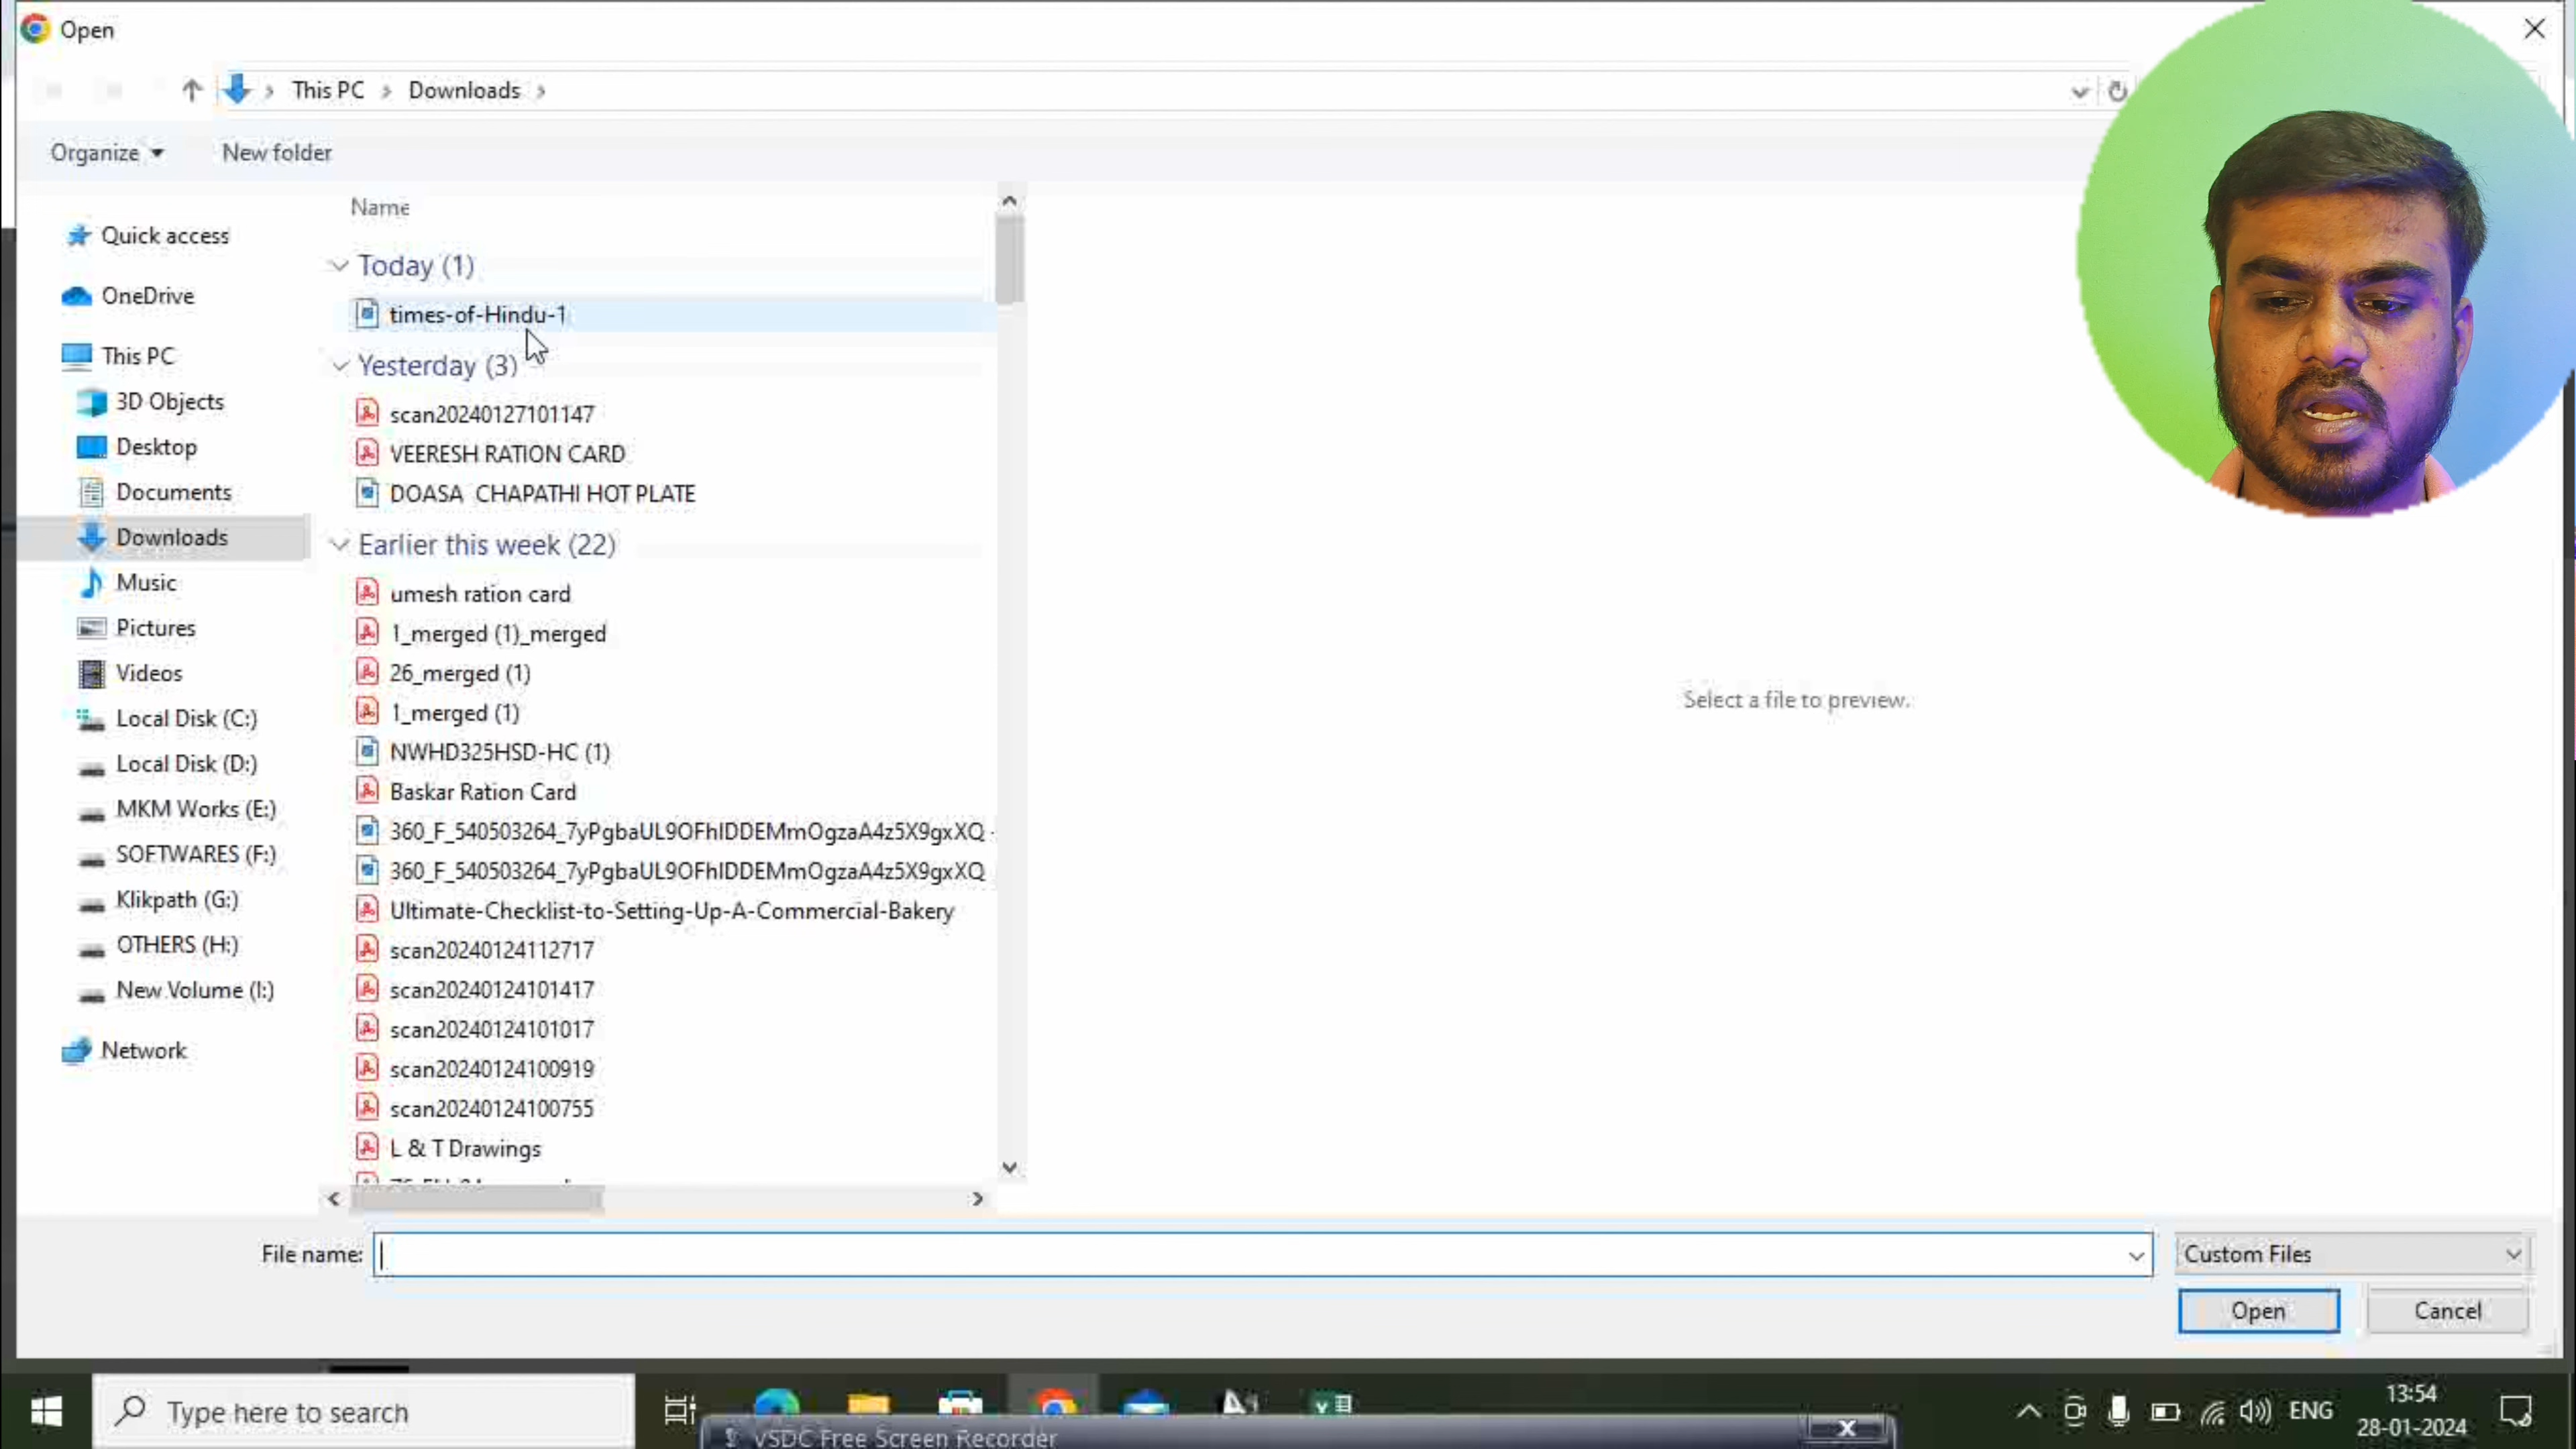 Open
This PC > Downloads >
Organize
New folder
Name
Quick access
OneDrive
This PC
3D Objects
Desktop
Documents
Downloads
Music
Pictures
Videos
Local Disk (C:)
Local Disk (D:)
MKM Works (E:)
SOFTWARES (F:)
Klikpath (G:)
OTHERS (H:)
New Volume (I:)
Network
Today (1)
times-of-Hindu-1
Yesterday (3)
scan20240127101147
VEERESH RATION CARD
DOASA CHAPATHI HOT PLATE
Earlier this week (22)
umesh ration card
1_merged (1)_merged
26_merged (1)
1_merged (1)
NWHD325HSD-HC (1)
Baskar Ration Card
360_F_540503264_7yPgbaUL9OFhIDDEMmOgzaA4z5X9gxXQ -
360_F_540503264_7yPgbaUL9OFhIDDEMmOgzaA4z5X9gxXQ
Ultimate-Checklist-to-Setting-Up-A-Commercial-Bakery
scan20240124112717
scan20240124101417
scan20240124101017
scan20240124100919
scan20240124100755
L & T Drawings
Select a file to preview.
File name:
Custom Files
Open
Cancel
Type here to search
VSDC Free Screen Recorder
ENG
13:54
28-01-2024